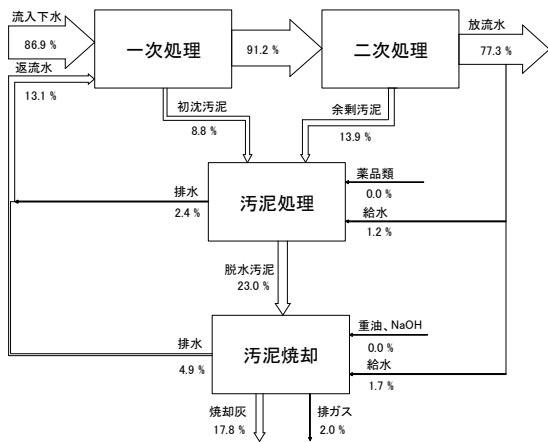 流入下水
86.9 %
一次処理
91.2 %
二次処理
放流水
77.3 %
返流水
13.1 %
初沈汚泥
8.8 %
余剰汚泥
13.9 %
汚泥処理
薬品類
0.0 %
排水
2.4 %
給水
1.2 %
脱水汚泥
23.0 %
汚泥焼却
重油、NaOH
0.0 %
排水
4.9 %
給水
1.7 %
焼却灰
17.8 %
排ガス
2.0 %